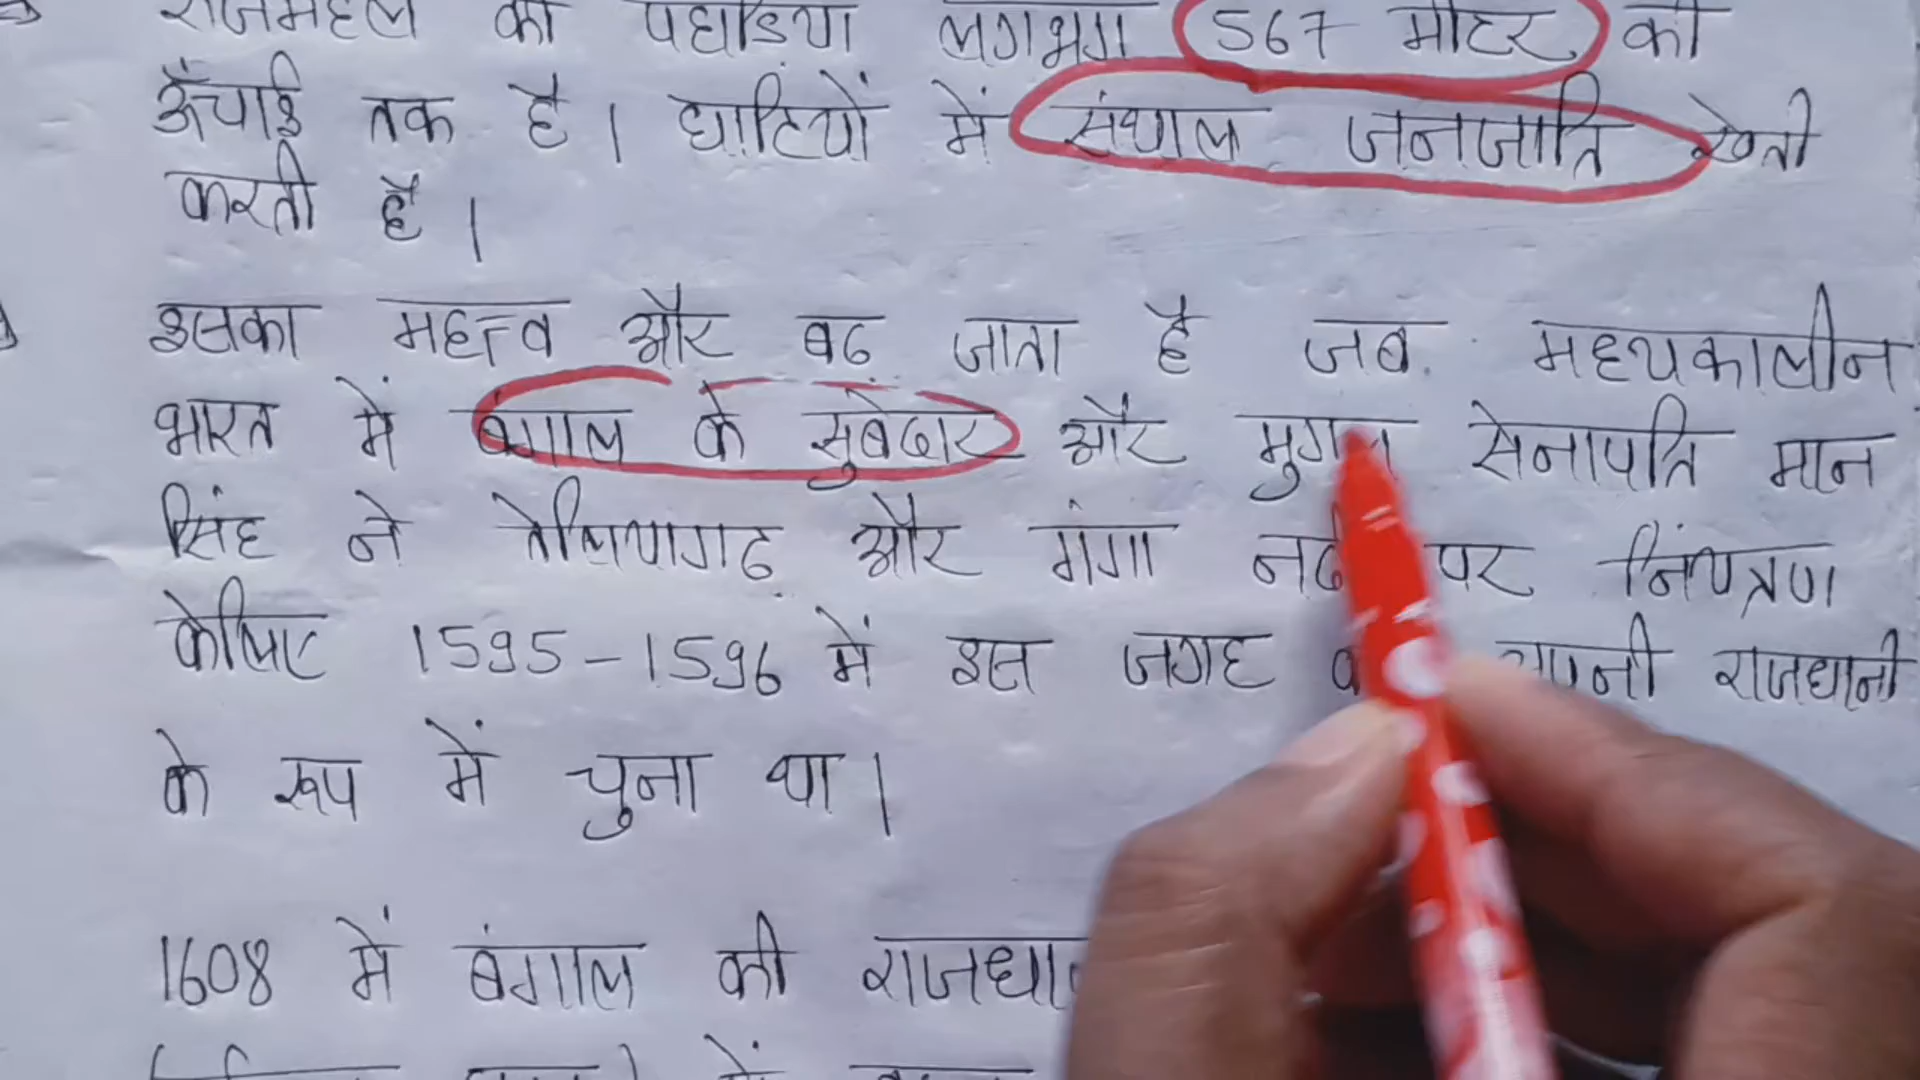 राजमहल की पहाडिया लगभग 567 मीटर की
ऊँचाई तक है। घाटियों में संथाल जनजाति खेती
करती है।
इसका महत्त्व और बढ जाता है जब मध्यकालीन
भारत में बंगाल के सुबेदार और मुगल सेनापति मान
सिंह ने तेलियागढ और गंगा नदी पर नियंत्रण
केलिए 1595-1596 में इस जगह अपनी राजधानी
के रूप में चुना था।
1608 में बंगाल की
में